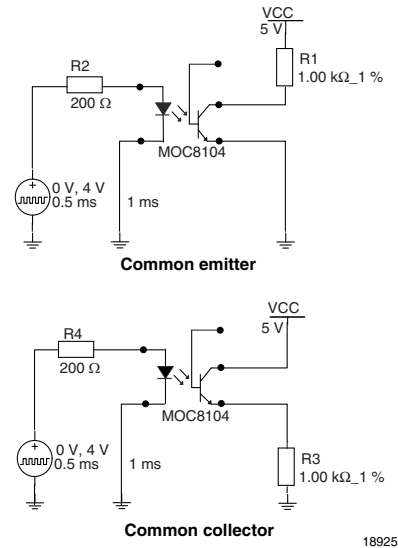 VCC
5 V
R1
1.00 kΩ_1 %
R2
200 Ω
MOC8104
0 V, 4 V
0.5 ms
1 ms
Common emitter
VCC
5 V
R4
200 Ω
MOC8104
0 V, 4 V
0.5 ms
1 ms
R3
1.00 kΩ_1 %
Common collector
18925